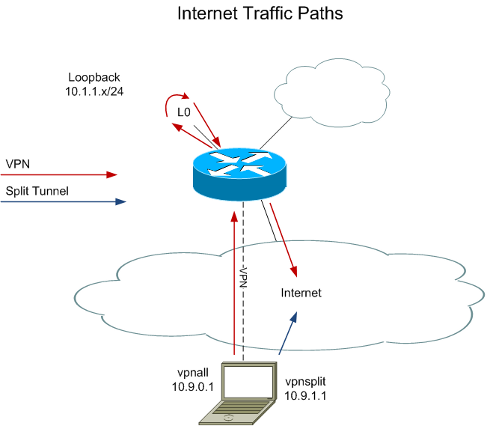 Internet Traffic Paths
Loopback
10.1.1.x/24
L0
VPN
Split Tunnel
VPN
Internet
vpnall
10.9.0.1
vpnsplit
10.9.1.1